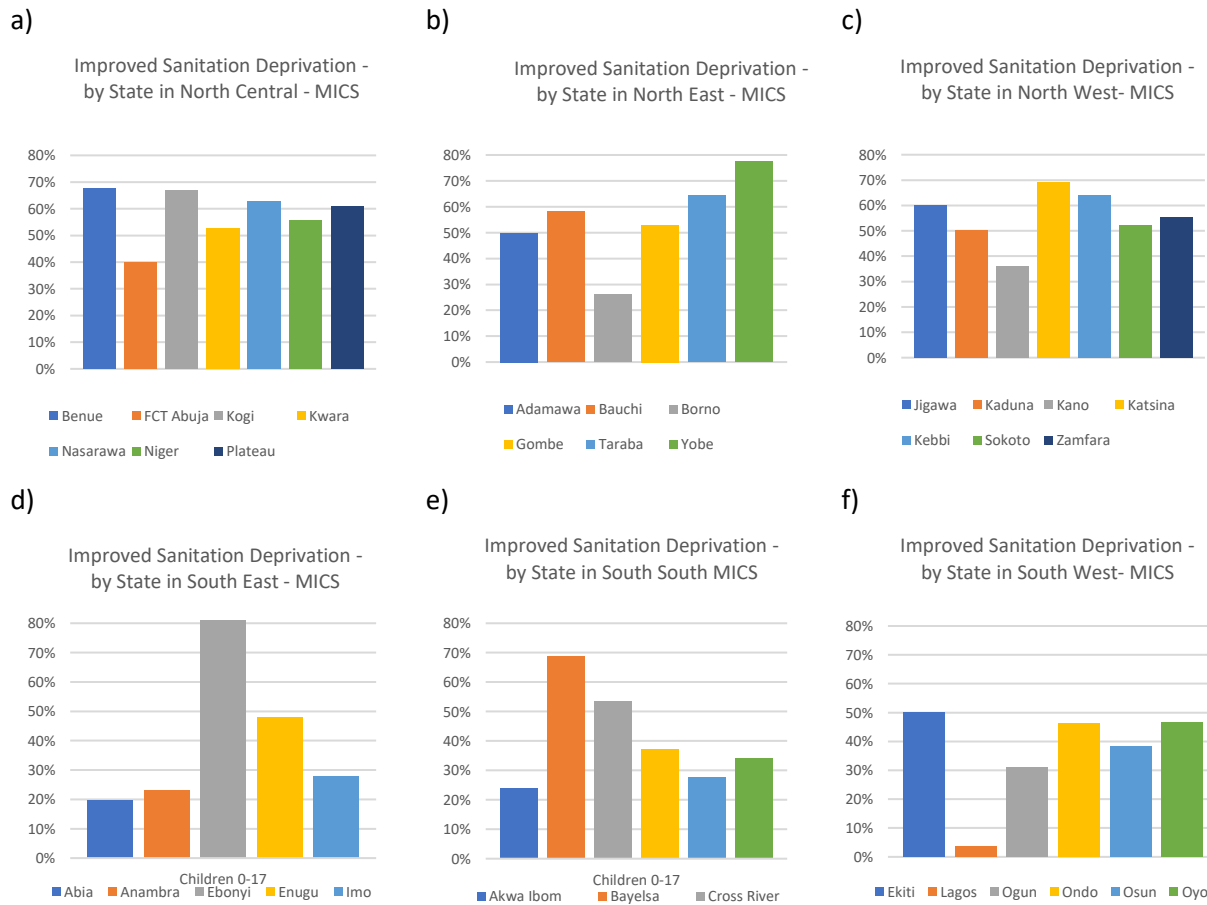 a)
Improved Sanitation Deprivation -
by State in North Central - MICS
80%
70%
60%
50%
40%
30%
20%
10%
0%
Benue FCT Abuja Kogi Kwara
Nasarawa Niger Plateau
b)
Improved Sanitation Deprivation -
by State in North East - MICS
80%
70%
60%
50%
40%
30%
20%
10%
0%
Adamawa Bauchi Borno
Gombe Taraba Yobe
c)
Improved Sanitation Deprivation -
by State in North West- MICS
80%
70%
60%
50%
40%
30%
20%
10%
0%
Jigawa Kaduna Kano Katsina
Kebbi Sokoto Zamfara
d)
Improved Sanitation Deprivation -
by State in South East - MICS
80%
70%
60%
50%
40%
30%
20%
10%
0%
Children 0-17
Abia Anambra Ebonyi Enugu Imo
e)
Improved Sanitation Deprivation -
by State in South South MICS
80%
70%
60%
50%
40%
30%
20%
10%
0%
Children 0-17
Akwa Ibom Bayelsa Cross River
f)
Improved Sanitation Deprivation -
by State in South West- MICS
80%
70%
60%
50%
40%
30%
20%
10%
0%
Ekiti Lagos Ogun Ondo Osun Oyo